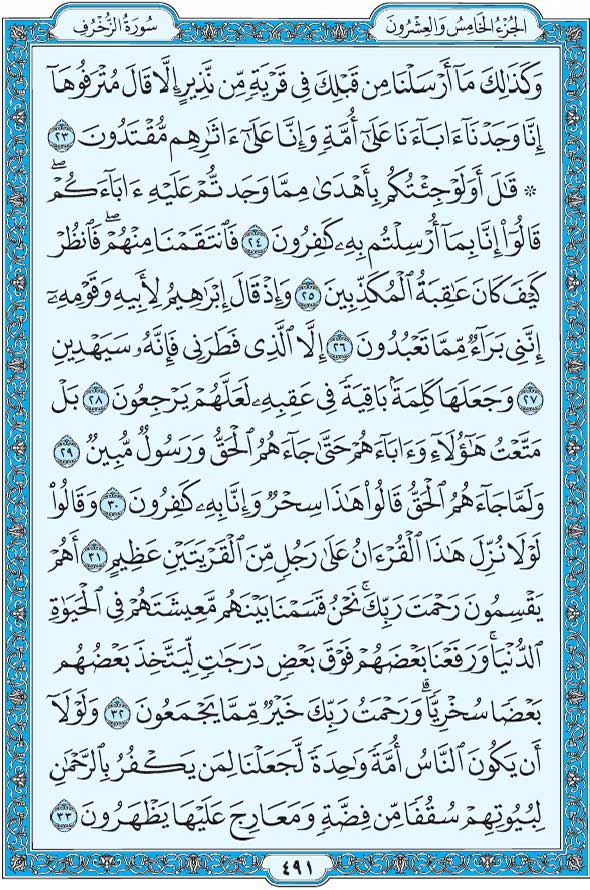 الجزء الخامس والعشرون
سورة الزخرف
وَكَذَٰلِكَ مَآ أَرْسَلْنَا مِن قَبْلِكَ فِي قَرْيَةٍ مِّن نَّذِيرٍ إِلَّا قَالَ مُتْرَفُوهَآ
إِنَّا وَجَدْنَآ ءَابَآءَنَا عَلَىٰٓ أُمَّةٍ وَإِنَّا عَلَىٰٓ ءَاثَٰرِهِم مُّقْتَدُونَ ٢٣
۞ قَٰلَ أَوَلَوْ جِئْتُكُم بِأَهْدَىٰ مِمَّا وَجَدتُّمْ عَلَيْهِ ءَابَآءَكُمْۖ
قَالُوٓا۟ إِنَّا بِمَآ أُرْسِلْتُم بِهِۦ كَٰفِرُونَ ٢٤ فَٱنتَقَمْنَا مِنْهُمْۖ فَٱنظُرْ
كَيْفَ كَانَ عَٰقِبَةُ ٱلْمُكَذِّبِينَ ٢٥ وَإِذْ قَالَ إِبْرَٰهِيمُ لِأَبِيهِ وَقَوْمِهِۦٓ
إِنَّنِي بَرَآءٌ مِّمَّا تَعْبُدُونَ ٢٦ إِلَّا ٱلَّذِي فَطَرَنِي فَإِنَّهُۥ سَيَهْدِينِ
٢٧ وَجَعَلَهَا كَلِمَةًۢ بَاقِيَةً فِي عَقِبِهِۦ لَعَلَّهُمْ يَرْجِعُونَ ٢٨ بَلْ
مَتَّعْتُ هَٰٓؤُلَآءِ وَءَابَآءَهُمْ حَتَّىٰ جَآءَهُمُ ٱلْحَقُّ وَرَسُولٌ مُّبِينٌ ٢٩
وَلَمَّا جَآءَهُمُ ٱلْحَقُّ قَالُوا۟ هَٰذَا سِحْرٌ وَإِنَّا بِهِۦ كَٰفِرُونَ ٣٠ وَقَالُوا۟
لَوْلَا نُزِّلَ هَٰذَا ٱلْقُرْءَانُ عَلَىٰ رَجُلٍ مِّنَ ٱلْقَرْيَتَيْنِ عَظِيمٍ ٣١ أَهُمْ
يَقْسِمُونَ رَحْمَتَ رَبِّكَۚ نَحْنُ قَسَمْنَا بَيْنَهُم مَّعِيشَتَهُمْ فِي ٱلْحَيَوٰةِ
ٱلدُّنْيَاۚ وَرَفَعْنَا بَعْضَهُمْ فَوْقَ بَعْضٍ دَرَجَٰتٍ لِّيَتَّخِذَ بَعْضُهُم
بَعْضًا سُخْرِيًّاۗ وَرَحْمَتُ رَبِّكَ خَيْرٌ مِّمَّا يَجْمَعُونَ ٣٢ وَلَوْلَآ
أَن يَكُونَ ٱلنَّاسُ أُمَّةً وَٰحِدَةً لَّجَعَلْنَا لِمَن يَكْفُرُ بِٱلرَّحْمَٰنِ
لِبُيُوتِهِمْ سُقُفًا مِّن فِضَّةٍ وَمَعَارِجَ عَلَيْهَا يَظْهَرُونَ ٣٣
٤٩١